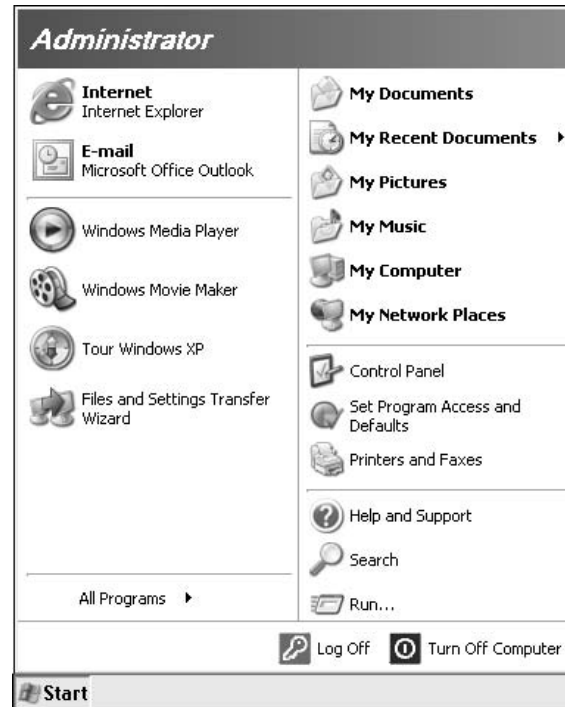 Administrator
Internet
Internet Explorer
E-mail
Microsoft Office Outlook
Windows Media Player
Windows Movie Maker
Tour Windows XP
Files and Settings Transfer
Wizard
All Programs
My Documents
My Recent Documents
My Pictures
My Music
My Computer
My Network Places
Control Panel
Set Program Access and
Defaults
Printers and Faxes
Help and Support
Search
Run...
Log Off
Turn Off Computer
Start